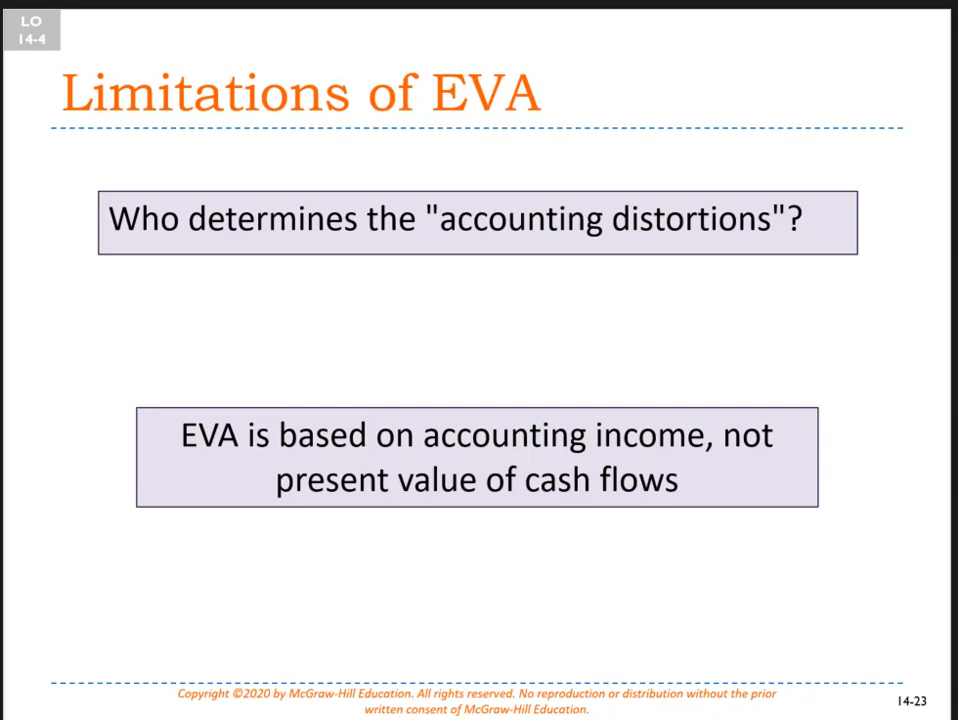 LO
14-4
Limitations of EVA
Who determines the "accounting distortions"?
EVA is based on accounting income, not
present value of cash flows
Copyright ©2020 by McGraw-Hill Education. All rights reserved. No reproduction or distribution without the prior
written consent of McGraw-Hill Education.
14-23